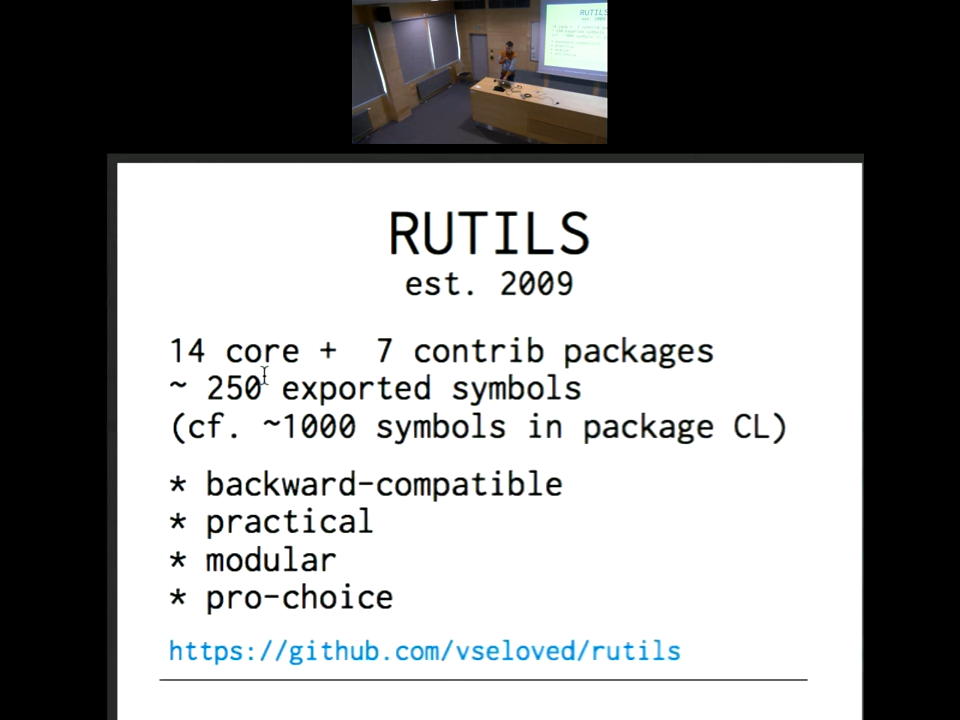 RUTILS
est. 2009
14 core + 7 contrib packages
~ 250 exported symbols
(cf. ~1000 symbols in package CL)
* backward-compatible
* practical
* modular
* pro-choice
https://github.com/vseloved/rutils